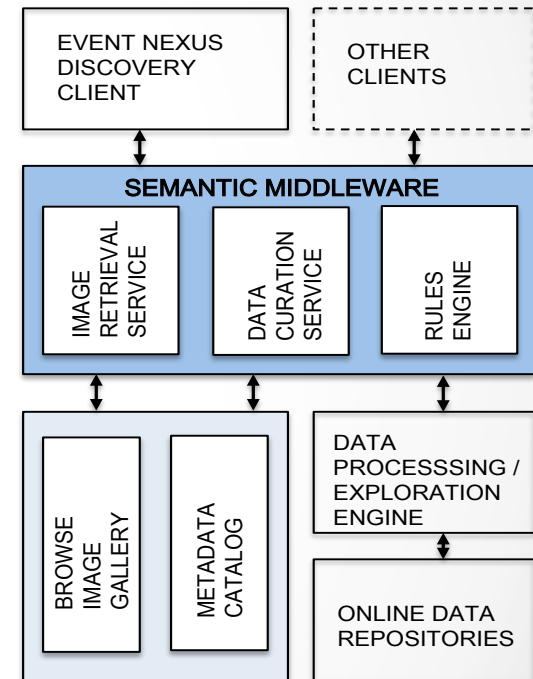 EVENT NEXUS
DISCOVERY
CLIENT
OTHER
CLIENTS
SEMANTIC MIDDLEWARE
IMAGE
RETRIEVAL
SERVICE
DATA
CURATION
SERVICE
RULES
ENGINE
BROWSE
IMAGE
GALLERY
METADATA
CATALOG
DATA
PROCESSSING /
EXPLORATION
ENGINE
ONLINE DATA
REPOSITORIES